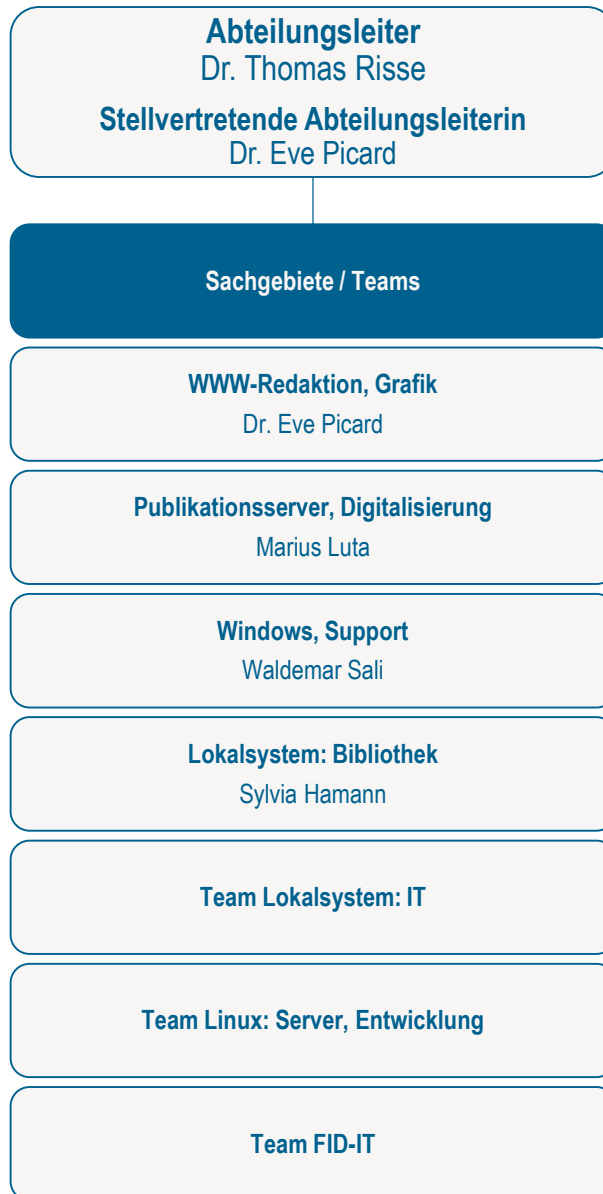 Abteilungsleiter
Dr. Thomas Risse
Stellvertretende Abteilungsleiterin
Dr. Eve Picard
Sachgebiete / Teams
WWW-Redaktion, Grafik
Dr. Eve Picard
Publikationsserver, Digitalisierung
Marius Luta
Windows, Support
Waldemar Sali
Lokalsystem: Bibliothek
Sylvia Hamann
Team Lokalsystem: IT
Team Linux: Server, Entwicklung
Team FID-IT